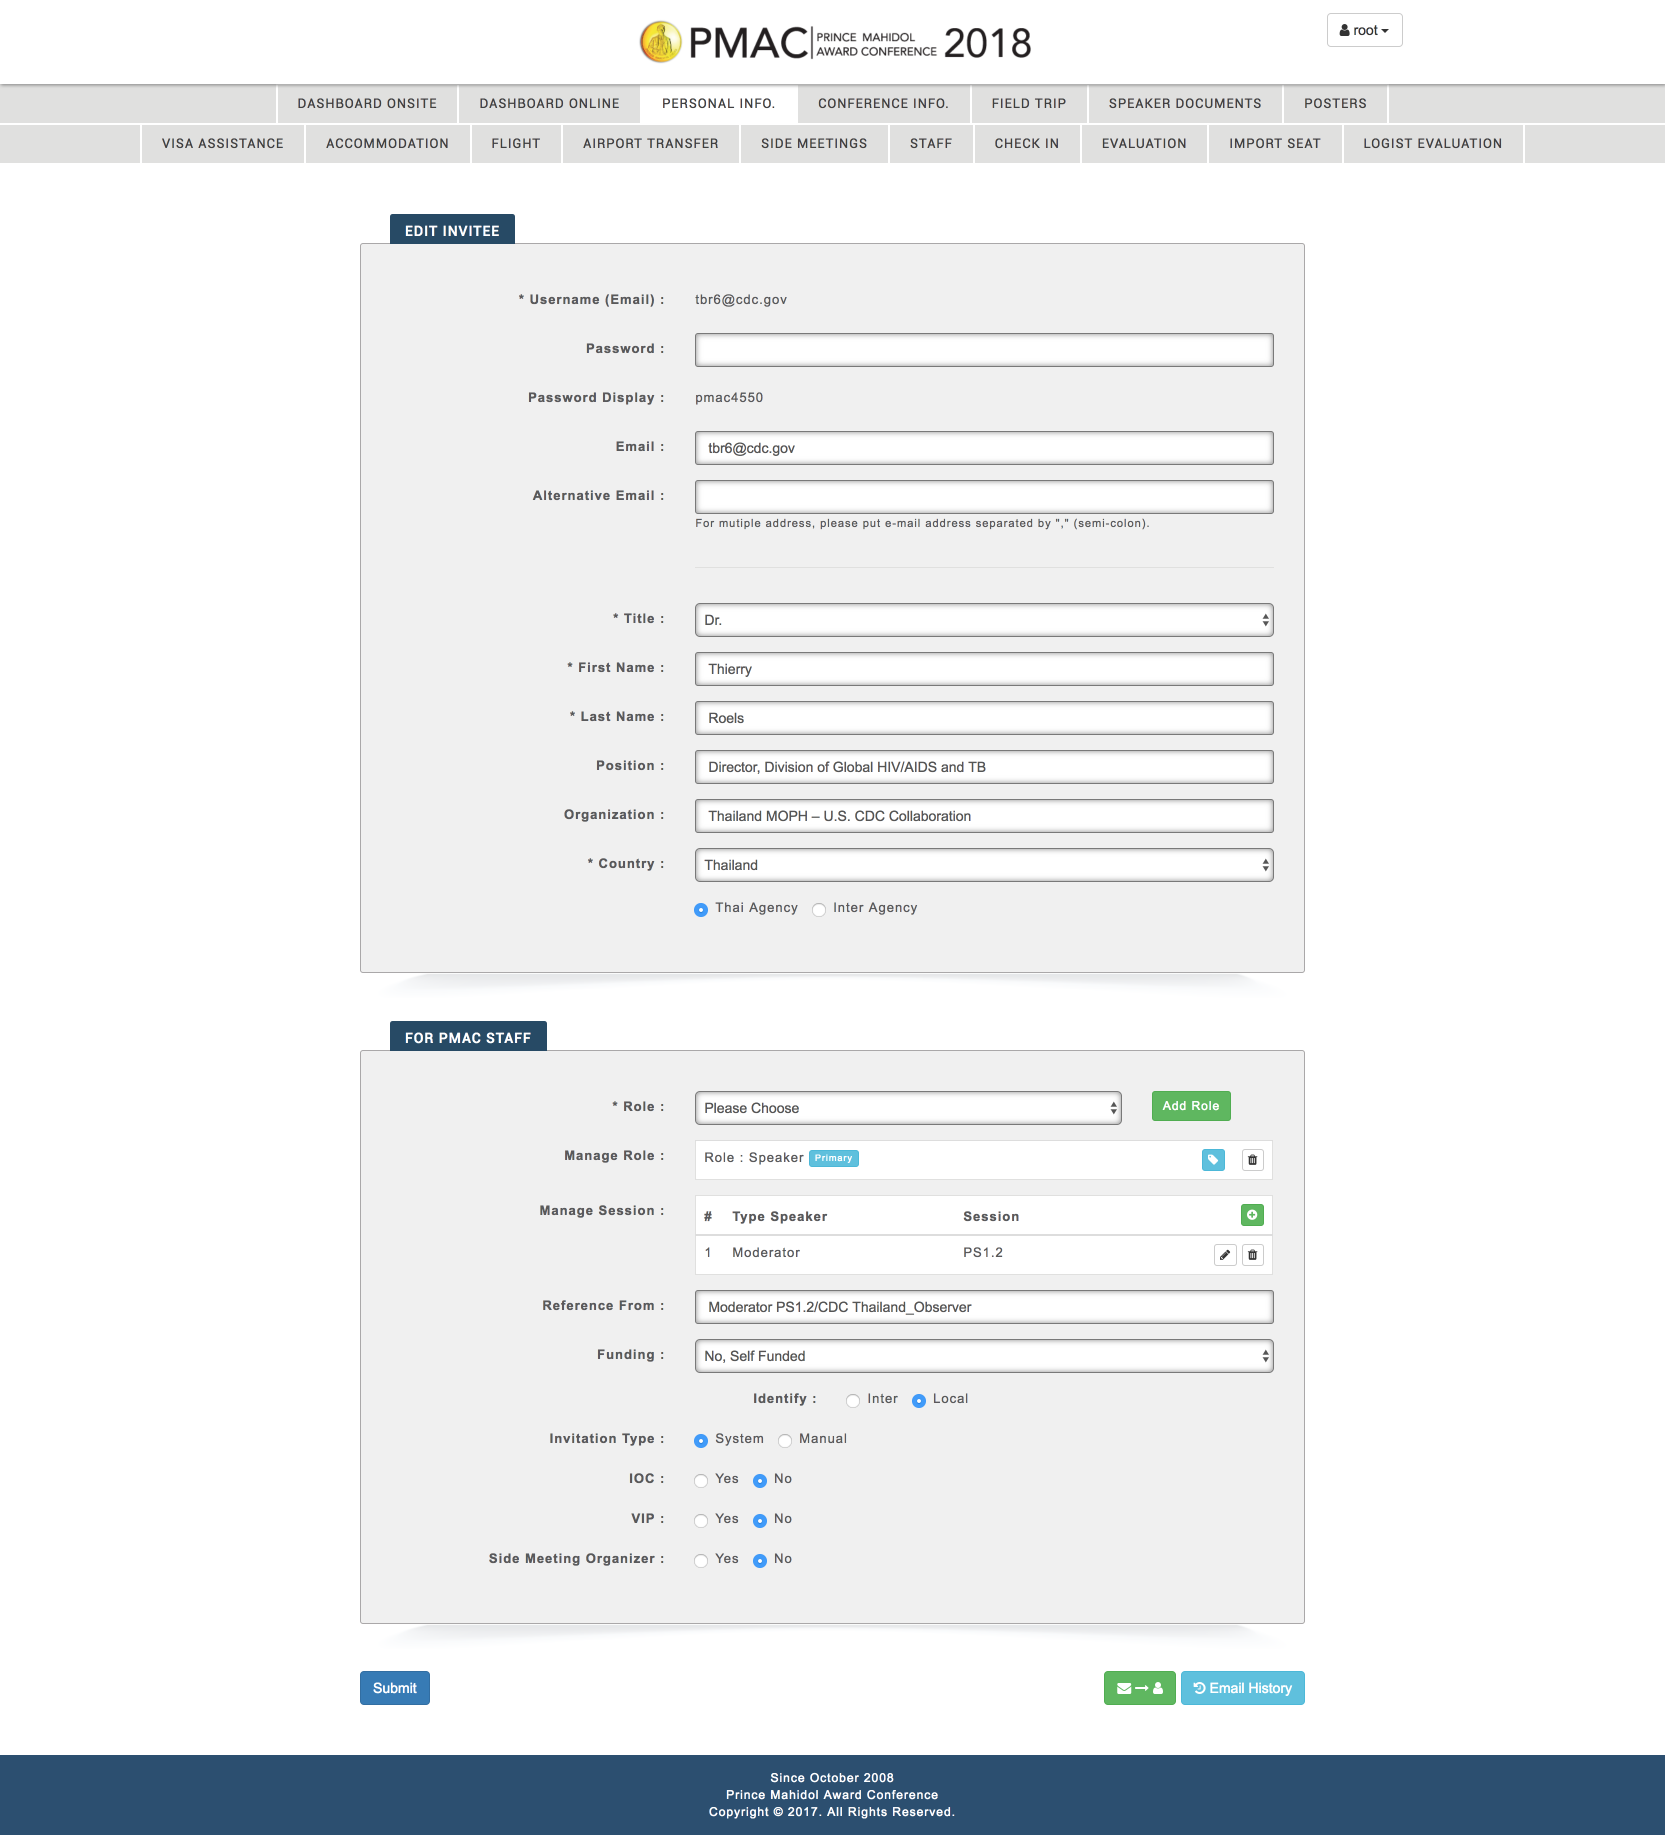 PMAC PRINCE MAHIDOL AWARD CONFERENCE 2018
root
DASHBOARD ONSITE DASHBOARD ONLINE PERSONAL INFO. CONFERENCE INFO. FIELD TRIP SPEAKER DOCUMENTS POSTERS
VISA ASSISTANCE ACCOMMODATION FLIGHT AIRPORT TRANSFER SIDE MEETINGS STAFF CHECK IN EVALUATION IMPORT SEAT LOGIST EVALUATION
EDIT INVITEE
* Username (Email) : tbr6@cdc.gov
Password :
Password Display : pmac4550
Email : tbr6@cdc.gov
Alternative Email :
For mutiple address, please put e-mail address separated by "," (semi-colon).
* Title : Dr.
* First Name : Thierry
* Last Name : Roels
Position : Director, Division of Global HIV/AIDS and TB
Organization : Thailand MOPH – U.S. CDC Collaboration
* Country : Thailand
Thai Agency Inter Agency
FOR PMAC STAFF
* Role : Please Choose Add Role
Manage Role : Role : Speaker Primary
Manage Session : # Type Speaker Session
1 Moderator PS1.2
Reference From : Moderator PS1.2/CDC Thailand_Observer
Funding : No, Self Funded
Identify : Inter Local
Invitation Type : System Manual
IOC : Yes No
VIP : Yes No
Side Meeting Organizer : Yes No
Submit Email History
Since October 2008
Prince Mahidol Award Conference
Copyright © 2017. All Rights Reserved.